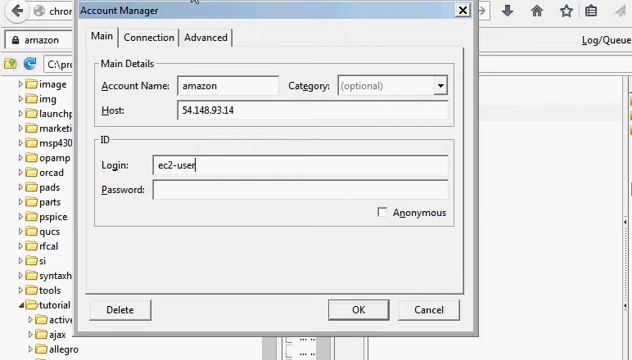 Account Manager
chron
amazon
Log/Queue
Main Connection Advanced
C:\pr
Main Details
Account Name: amazon Category: (optional)
Host: 54.148.93.14
ID
Login: ec2-user
Password:
Anonymous
Delete OK Cancel
image
img
launchp
marketi
msp430
opamp
orcad
pads
parts
pspice
qucs
rfcal
si
syntaxh
tools
tutorial
active
ajax
allegro